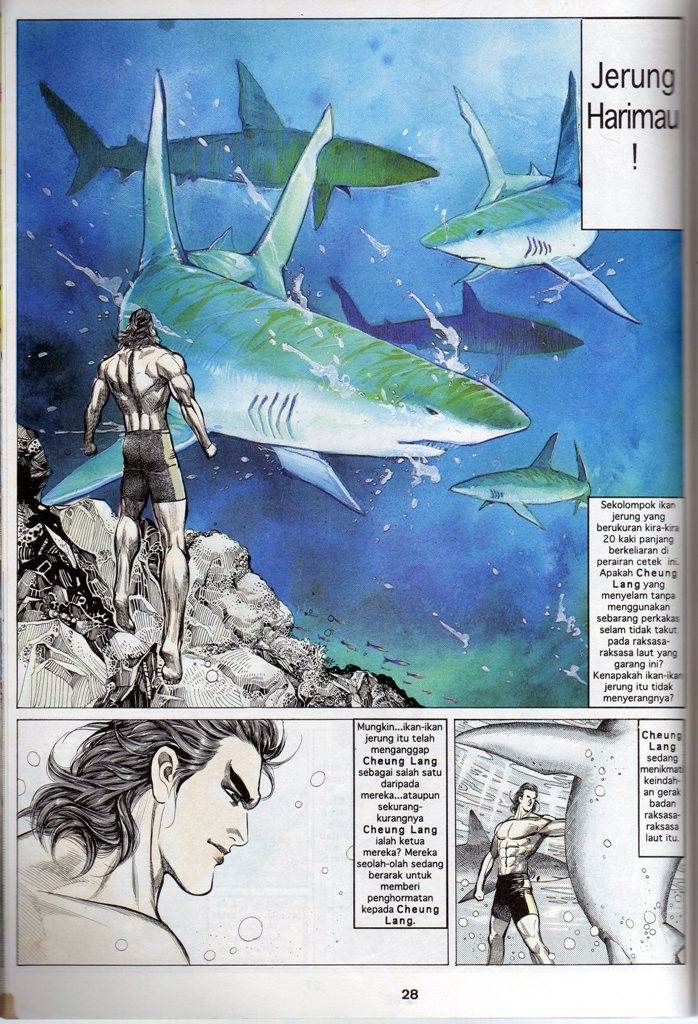 Jerung
Harimau
!
Sekolompok ikan
jerung yang
berukuran kira-kira
20 kaki panjang
berkeliaran di
perairan cetek ini.
Apakah Cheung
Lang yang
menyelam tanpa
menggunakan
sebarang perkakas
selam tidak takut
pada raksasa-
raksasa laut yang
garang ini?
Kenapakah ikan-ikan
jerung itu tidak
menyerangnya?
Mungkin...ikan-ikan
jerung itu telah
menganggap
Cheung Lang
sebagai salah satu
daripada
mereka...ataupun
sekurang-
kurangnya
Cheung Lang
ialah ketua
mereka? Mereka
seolah-olah sedang
berarak untuk
memberi
penghormatan
kepada Cheung
Lang.
Cheung
Lang
sedang
menikmati
keindah-
an gerak
badan
raksasa-
raksasa
laut itu.
28